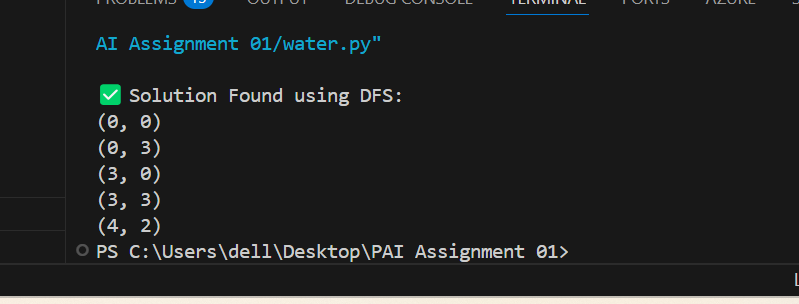 PROBLEMS OUTPUT DEBUG CONSOLE TERMINAL PORTS AZURE
AI Assignment 01/water.py"
✅ Solution Found using DFS:
(0, 0)
(0, 3)
(3, 0)
(3, 3)
(4, 2)
PS C:\Users\dell\Desktop\PAI Assignment 01>